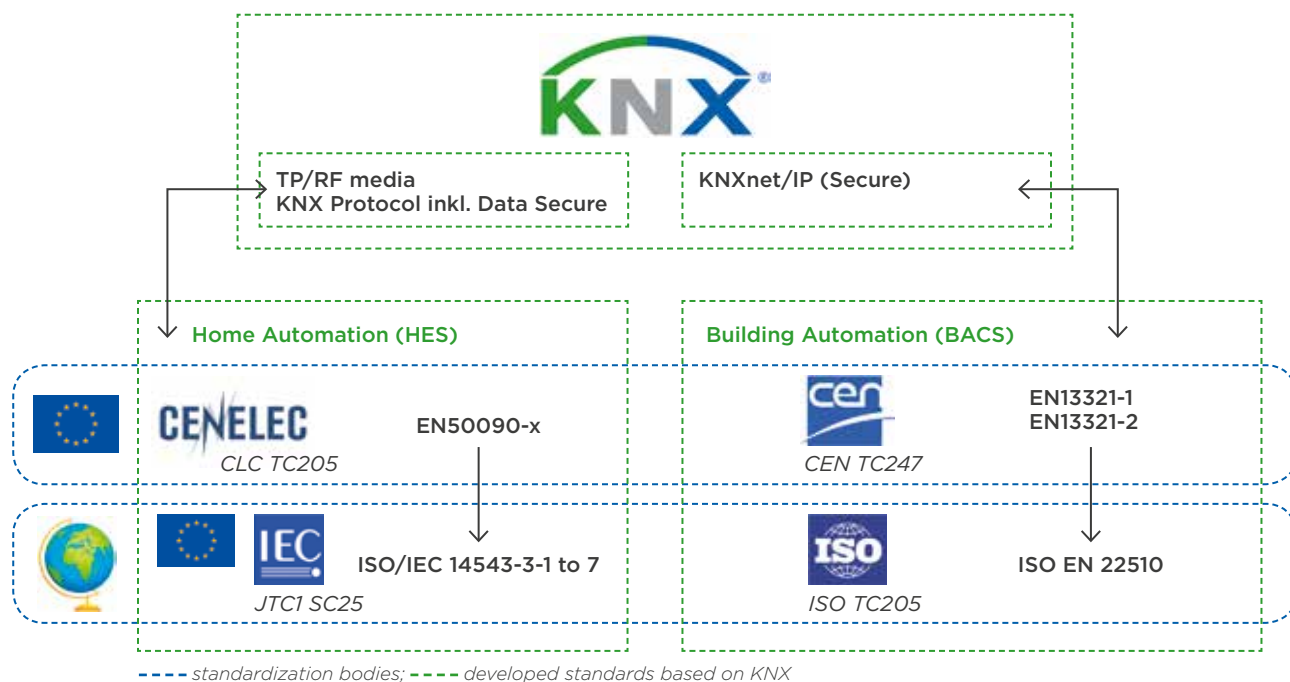 KNX®
TP/RF media
KNX Protocol inkl. Data Secure
KNXnet/IP (Secure)
Home Automation (HES)
Building Automation (BACS)
CENELEC
CLC TC205
EN50090-x
cen
CEN TC247
EN13321-1
EN13321-2
IEC
JTC1 SC25
ISO/IEC 14543-3-1 to 7
ISO
ISO TC205
ISO EN 22510
standardization bodies; developed standards based on KNX